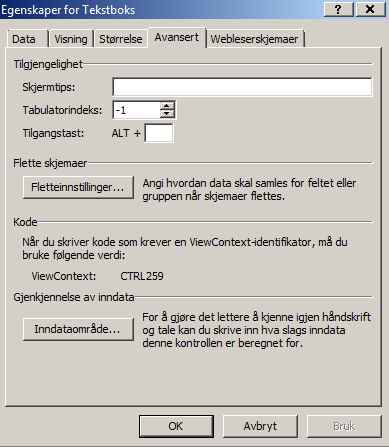 Egenskaper for Tekstboks
Data Visning Størrelse Avansert Webleserskjemaer
Tilgjengelighet
Skjermtips:
Tabulatorindeks: -1
Tilgangstast: ALT +
Flette skjemaer
Fletteinnstillinger... Angi hvordan data skal samles for feltet eller
gruppen når skjemaer flettes.
Kode
Når du skriver kode som krever en ViewContext-identifikator, må du
bruke følgende verdi:
ViewContext: CTRL259
Gjenkjennelse av inndata
Inndataområde... For å gjøre det lettere å kjenne igjen håndskrift
og tale kan du skrive inn hva slags inndata
denne kontrollen er beregnet for.
OK Avbryt Bruk